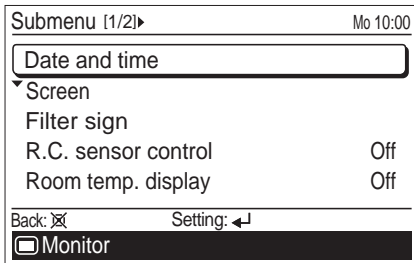 Submenu [1/2]▸ Mo 10:00
Date and time
Screen
Filter sign
R.C. sensor control Off
Room temp. display Off
Back: Setting:
Monitor